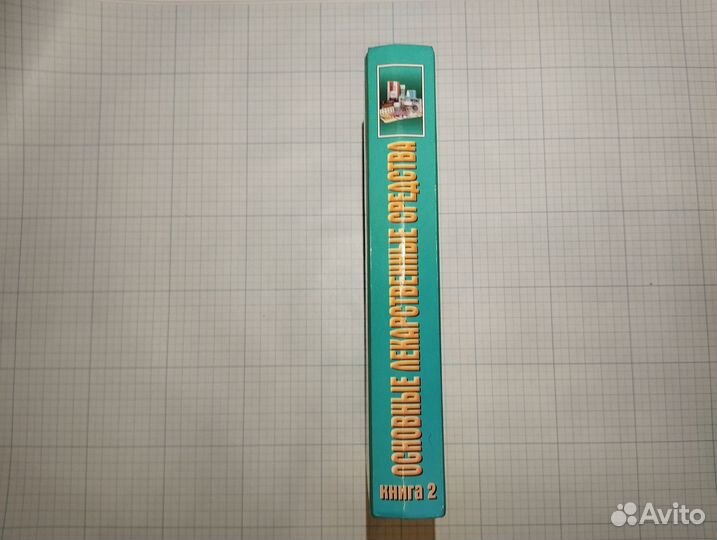 ОСНОВНЫЕ ЛЕКАРСТВЕННЫЕ СРЕДСТВА
книга 2
Avito